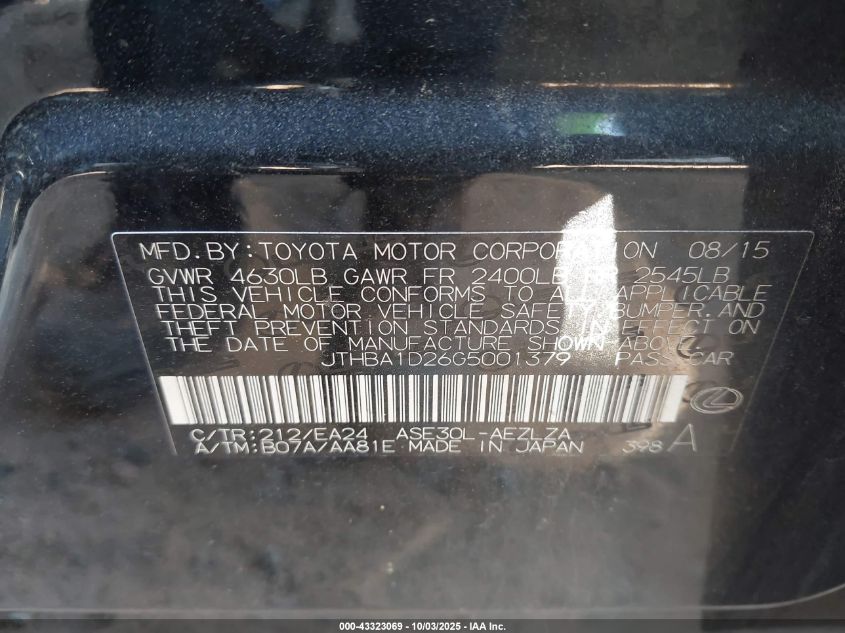 MFD.BY:TOYOTA MOTOR CORPORATION 08/15
GVWR 4630LB GAWR FR 2400LB RR 2545LB
THIS VEHICLE CONFORMS TO ALL APPLICABLE
FEDERAL MOTOR VEHICLE SAFETY, BUMPER, AND
THEFT PREVENTION STANDARDS IN EFFECT ON
THE DATE OF MANUFACTURE SHOWN ABOVE.
JTHBA1D26G5001379 PASS.CAR
C/TR:212/EA24 ASE30L-AEZLZA
A/TM:B07A/AA81E MADE IN JAPAN 398 A
000-43323069 - 10/03/2025 - IAA Inc.